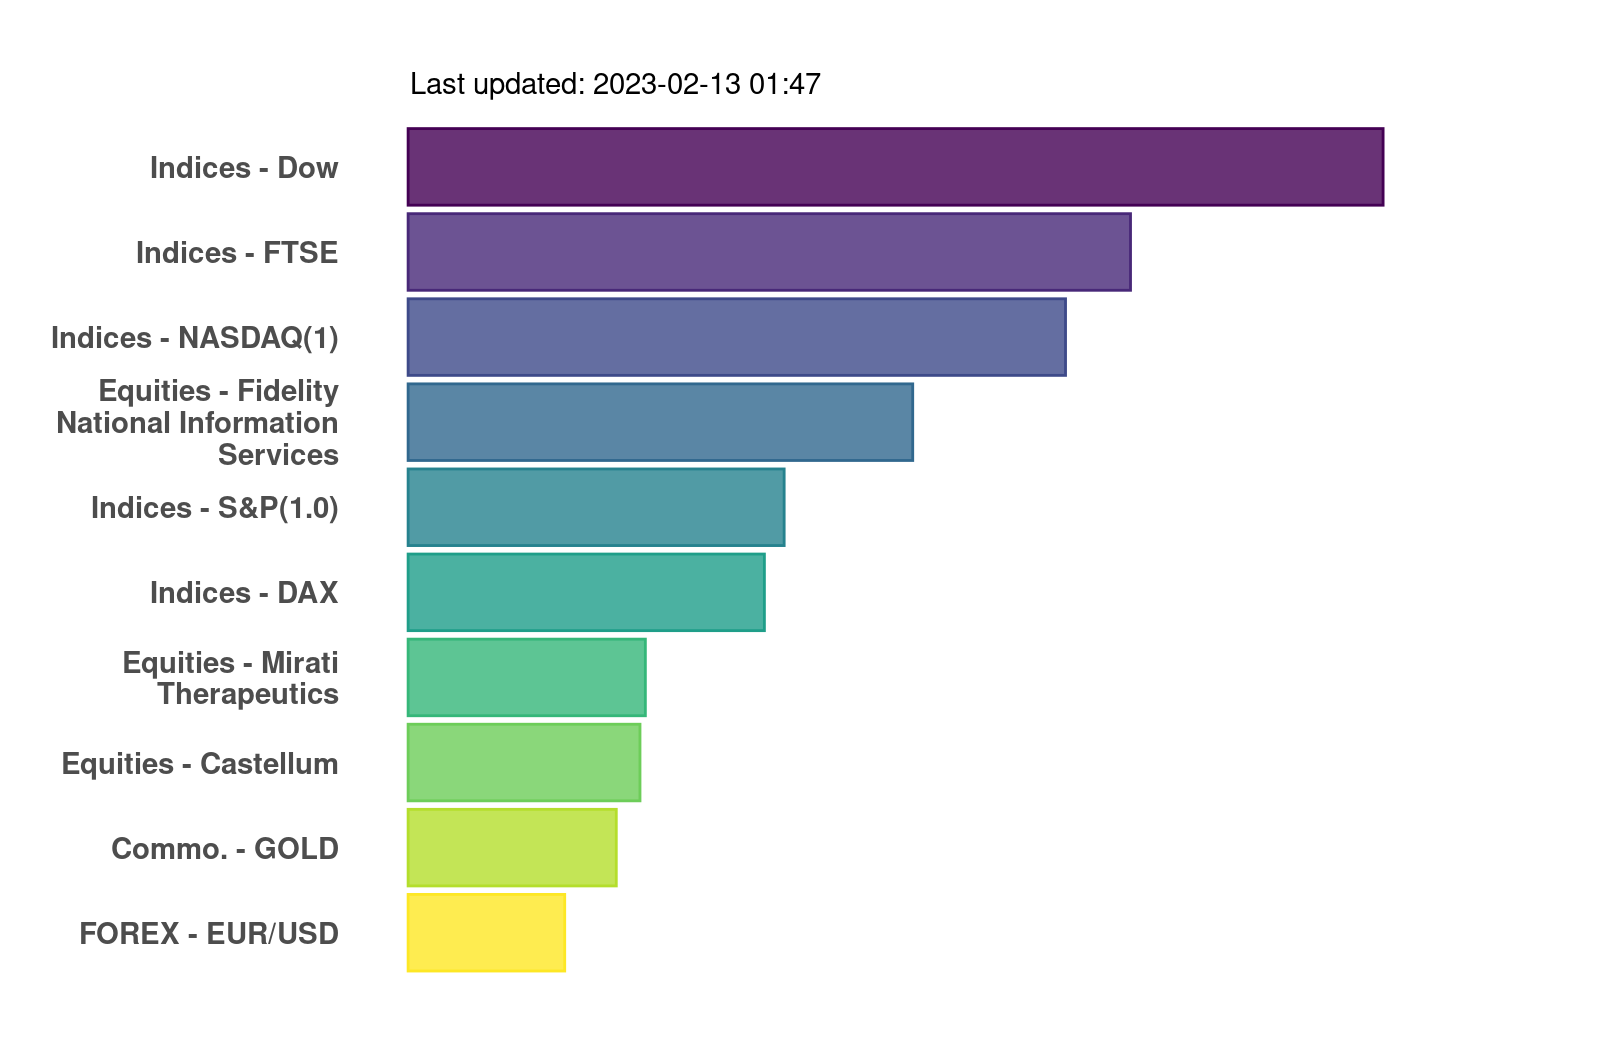 Last updated: 2023-02-13 01:47
Indices - Dow
Indices - FTSE
Indices - NASDAQ(1)
Equities - Fidelity
National Information
Services
Indices - S&P(1.0)
Indices - DAX
Equities - Mirati
Therapeutics
Equities - Castellum
Commo. - GOLD
FOREX - EUR/USD